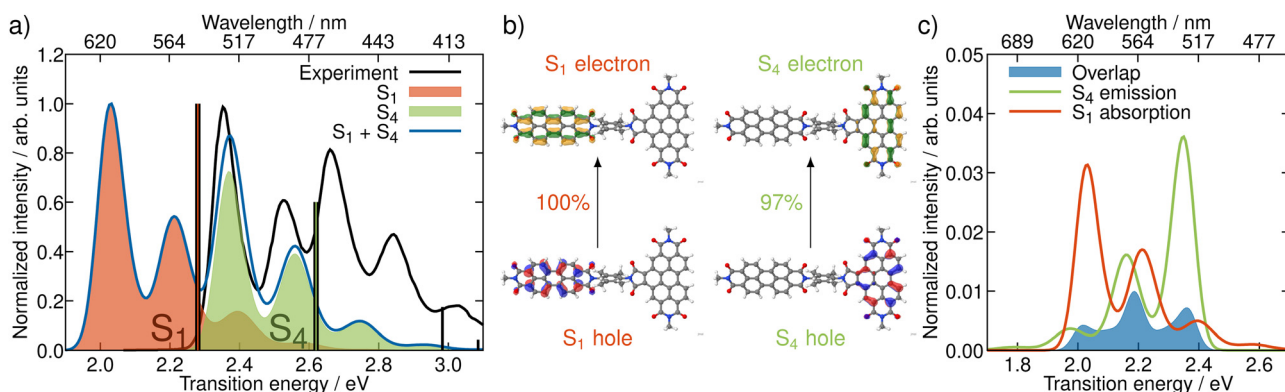 a)
Wavelength / nm
620 564 517 477 443 413
Normalized intensity / arb. units
1.2
1.0
0.8
0.6
0.4
0.2
0.0
Experiment
S₁
S₄
S₁ + S₄
S₁
S₄
2.0 2.2 2.4 2.6 2.8 3.0
Transition energy / eV
b)
S₁ electron
S₄ electron
100%
97%
S₁ hole
S₄ hole
c)
Wavelength / nm
689 620 564 517 477
Normalized intensity / arb. units
0.05
0.04
0.03
0.02
0.01
0.00
Overlap
S₄ emission
S₁ absorption
1.8 2.0 2.2 2.4 2.6
Transition energy / eV